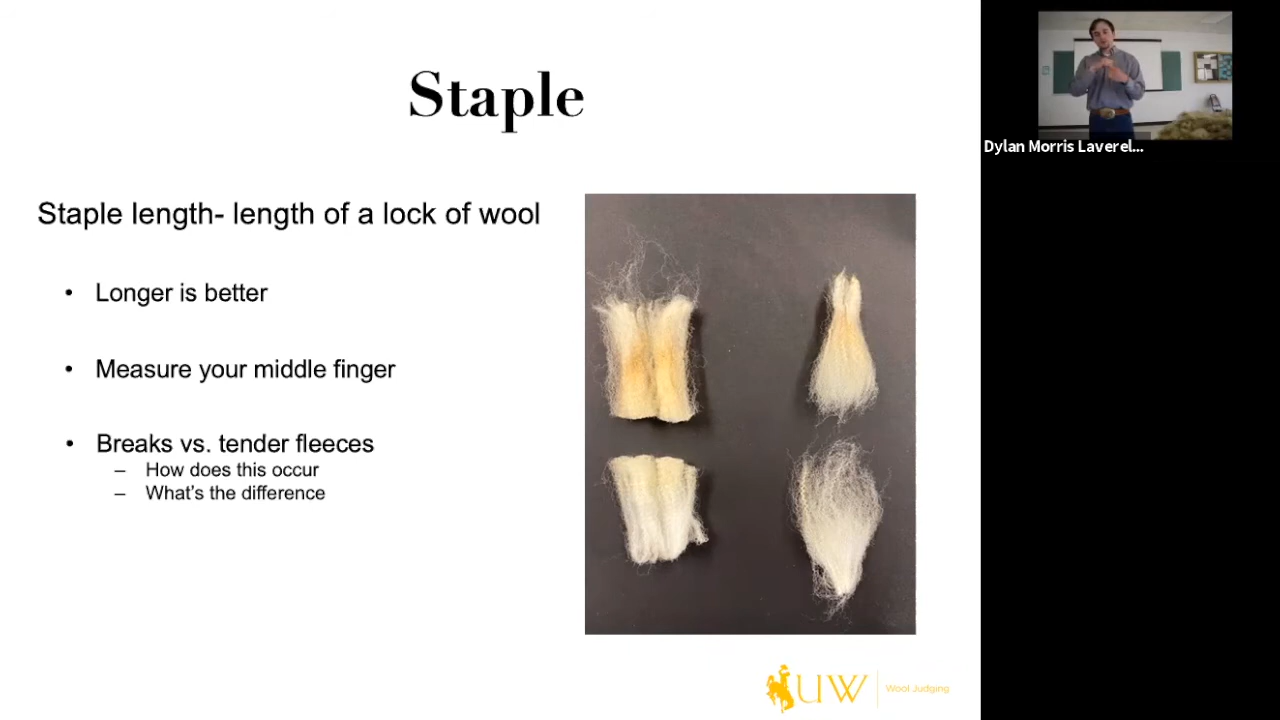 Staple
Staple length- length of a lock of wool
• Longer is better
• Measure your middle finger
• Breaks vs. tender fleeces
– How does this occur
– What's the difference
UW
Wool Judging
Dylan Morris Laverel...